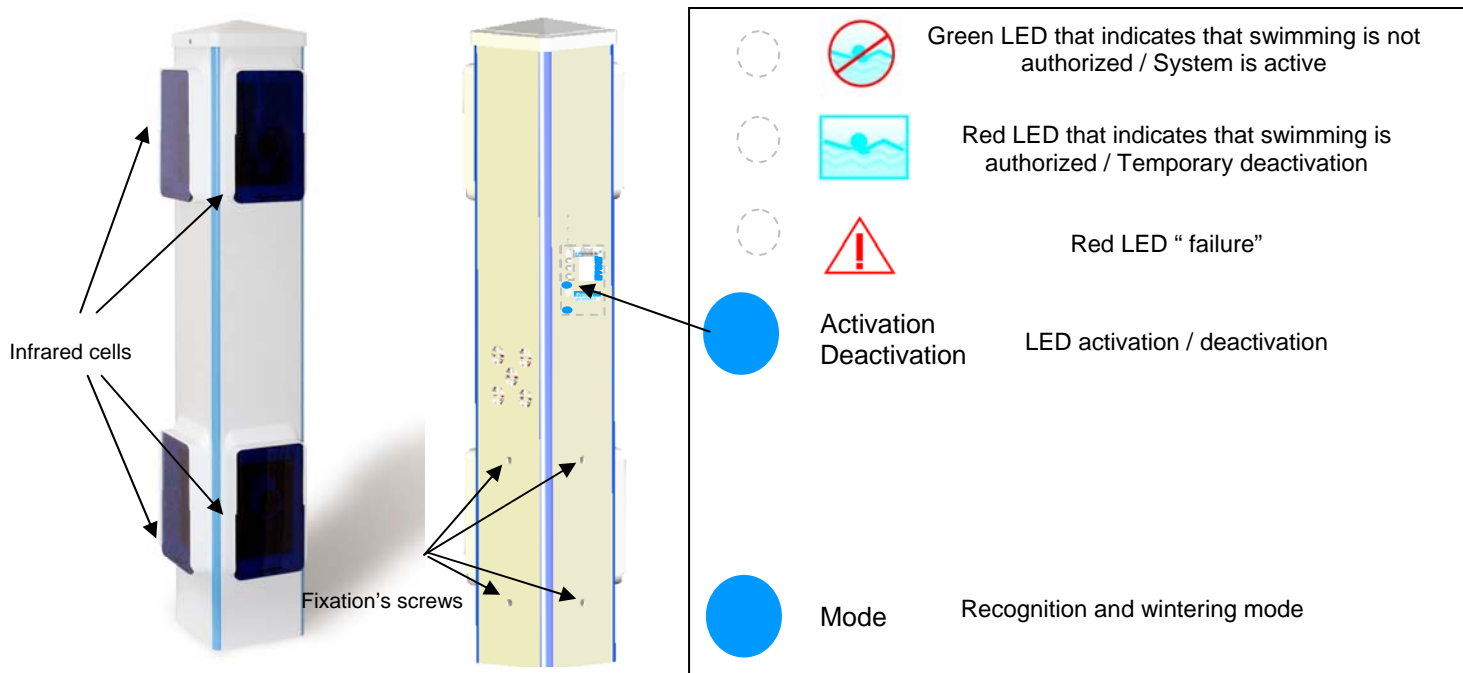 Infrared cells
Fixation's screws
Green LED that indicates that swimming is not
authorized / System is active
Red LED that indicates that swimming is
authorized / Temporary deactivation
Red LED “ failure”
Activation
Deactivation
LED activation / deactivation
Mode
Recognition and wintering mode